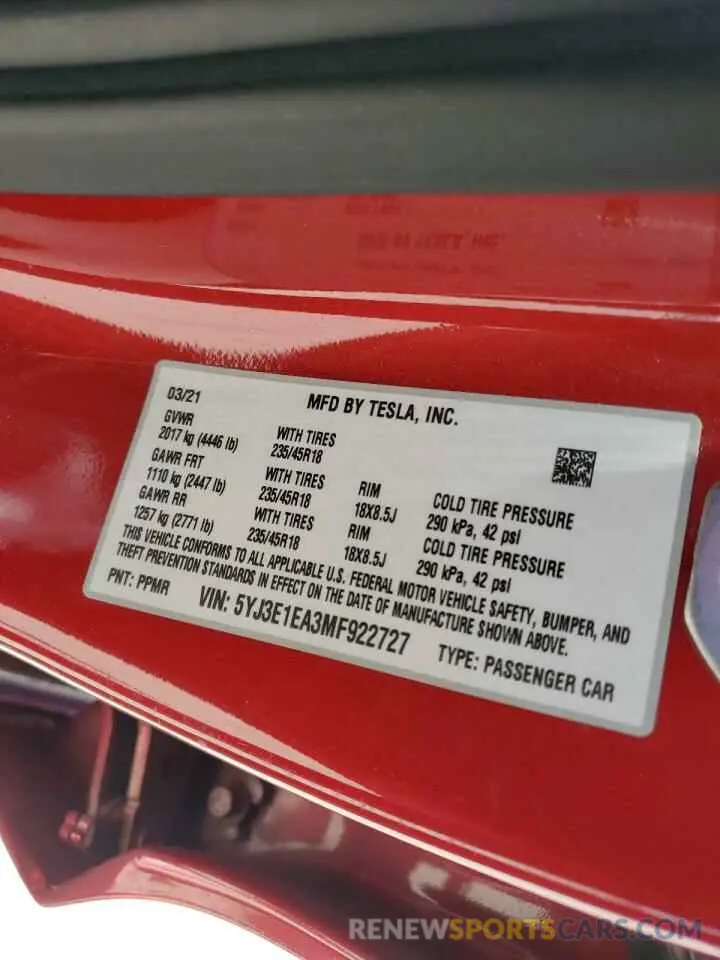 03/21
MFD BY TESLA, INC.
GVWR
2017 kg (4446 lb) WITH TIRES 235/45R18
GAWR FRT
1110 kg (2447 lb) WITH TIRES 235/45R18 RIM 18X8.5J COLD TIRE PRESSURE 290 kPa, 42 psi
GAWR RR
1257 kg (2771 lb) WITH TIRES 235/45R18 RIM 18X8.5J COLD TIRE PRESSURE 290 kPa, 42 psi
THIS VEHICLE CONFORMS TO ALL APPLICABLE U.S. FEDERAL MOTOR VEHICLE SAFETY, BUMPER, AND
THEFT PREVENTION STANDARDS IN EFFECT ON THE DATE OF MANUFACTURE SHOWN ABOVE.
PNT: PPMR VIN: 5YJ3E1EA3MF922727 TYPE: PASSENGER CAR
RENEWSPORTSCARS.COM